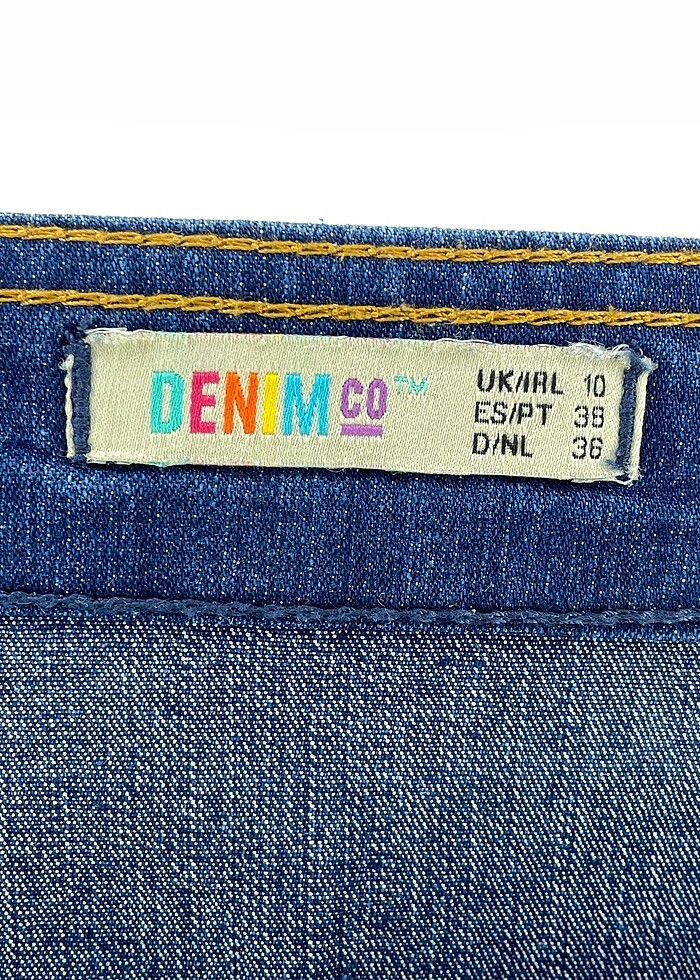 DENIM CO™
UK/IRL 10
ES/PT 38
D/NL 36